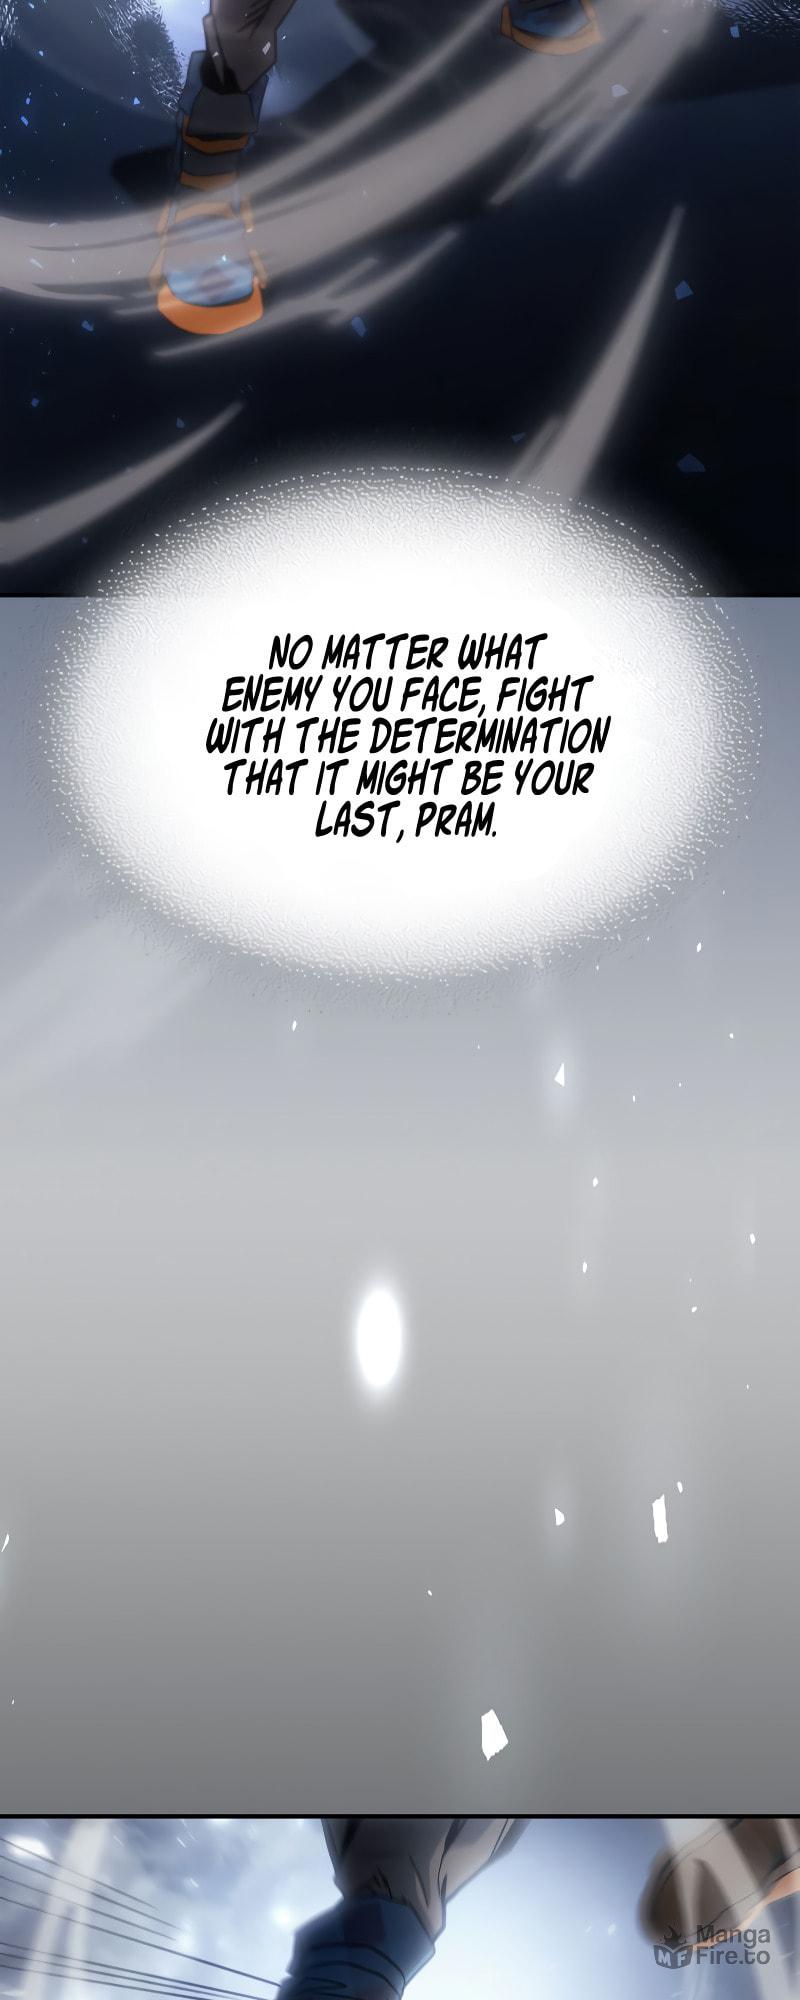 NO MATTER WHAT
ENEMY YOU FACE, FIGHT
WITH THE DETERMINATION
THAT IT MIGHT BE YOUR
LAST, PRAM.
Manga
MF Fire.to